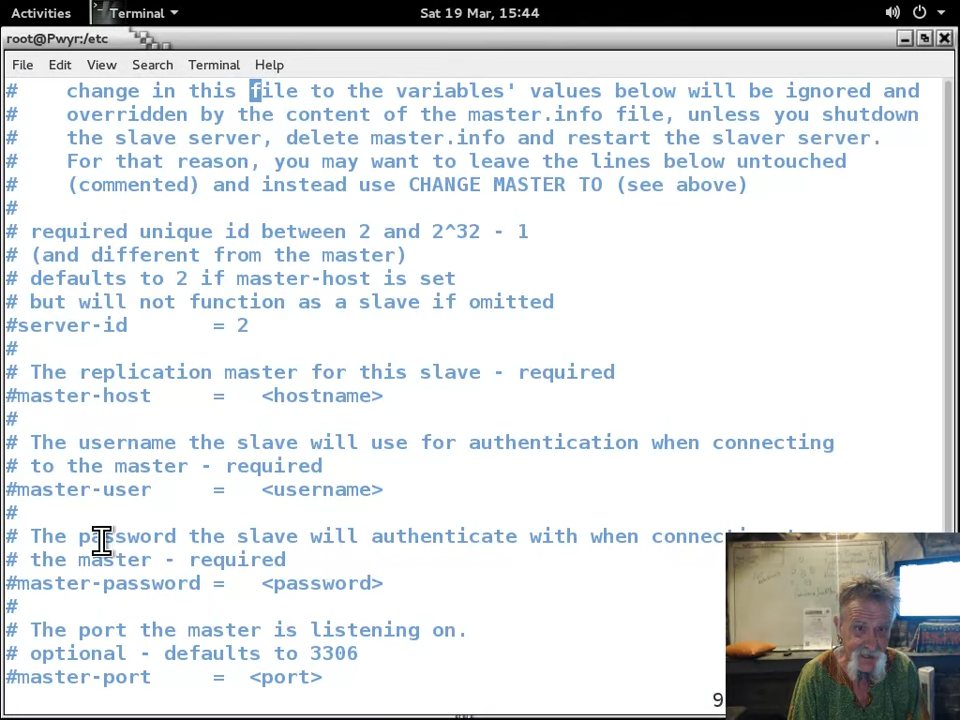 Activities
Terminal
Sat 19 Mar, 15:44
root@Pwyr:/etc
File Edit View Search Terminal Help
#    change in this file to the variables' values below will be ignored and
#    overridden by the content of the master.info file, unless you shutdown
#    the slave server, delete master.info and restart the slaver server.
#    For that reason, you may want to leave the lines below untouched
#    (commented) and instead use CHANGE MASTER TO (see above)
#
# required unique id between 2 and 2^32 - 1
# (and different from the master)
# defaults to 2 if master-host is set
# but will not function as a slave if omitted
#server-id       = 2
#
# The replication master for this slave - required
#master-host     =   <hostname>
#
# The username the slave will use for authentication when connecting
# to the master - required
#master-user     =   <username>
#
# The password the slave will authenticate with when
# the master - required
#master-password =   <password>
#
# The port the master is listening on.
# optional - defaults to 3306
#master-port     =  <port>